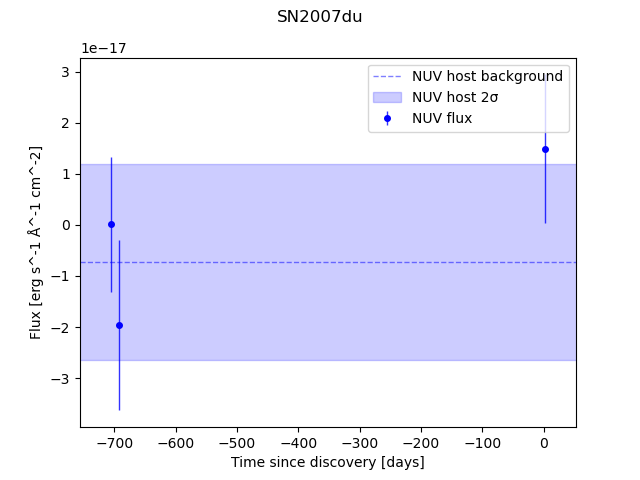 SN2007du
1e−17
NUV host background
NUV host 2σ
NUV flux
3
2
1
0
−1
−2
−3
Flux [erg s^-1 Å^-1 cm^-2]
−700 −600 −500 −400 −300 −200 −100 0
Time since discovery [days]